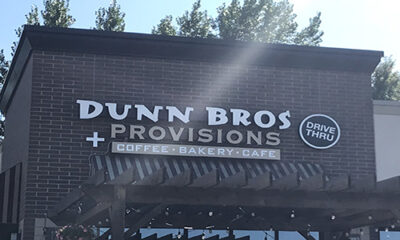 DUNN BROS
+ PROVISIONS
COFFEE • BAKERY • CAFE
DRIVE
THRU